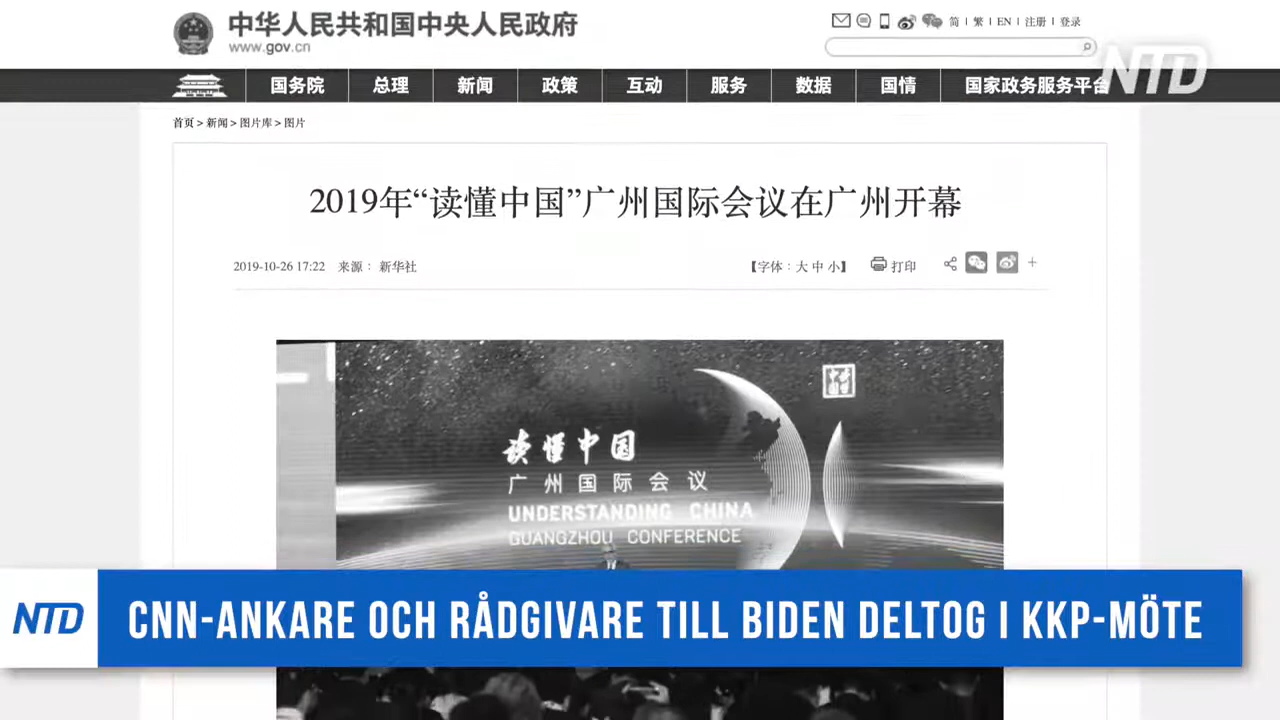 中华人民共和国中央人民政府
www.gov.cn
简 | 繁 | EN | 注册 | 登录
国务院 总理 新闻 政策 互动 服务 数据 国情 国家政务服务平台
NTD
首页 > 新闻 > 图片库 > 图片
2019年“读懂中国”广州国际会议在广州开幕
2019-10-26 17:22 来源： 新华社
【字体：大 中 小】 打印
读懂中国
广州国际会议
UNDERSTANDING CHINA
GUANGZHOU CONFERENCE
NTD
CNN-ANKARE OCH RÅDGIVARE TILL BIDEN DELTOG I KKP-MÖTE